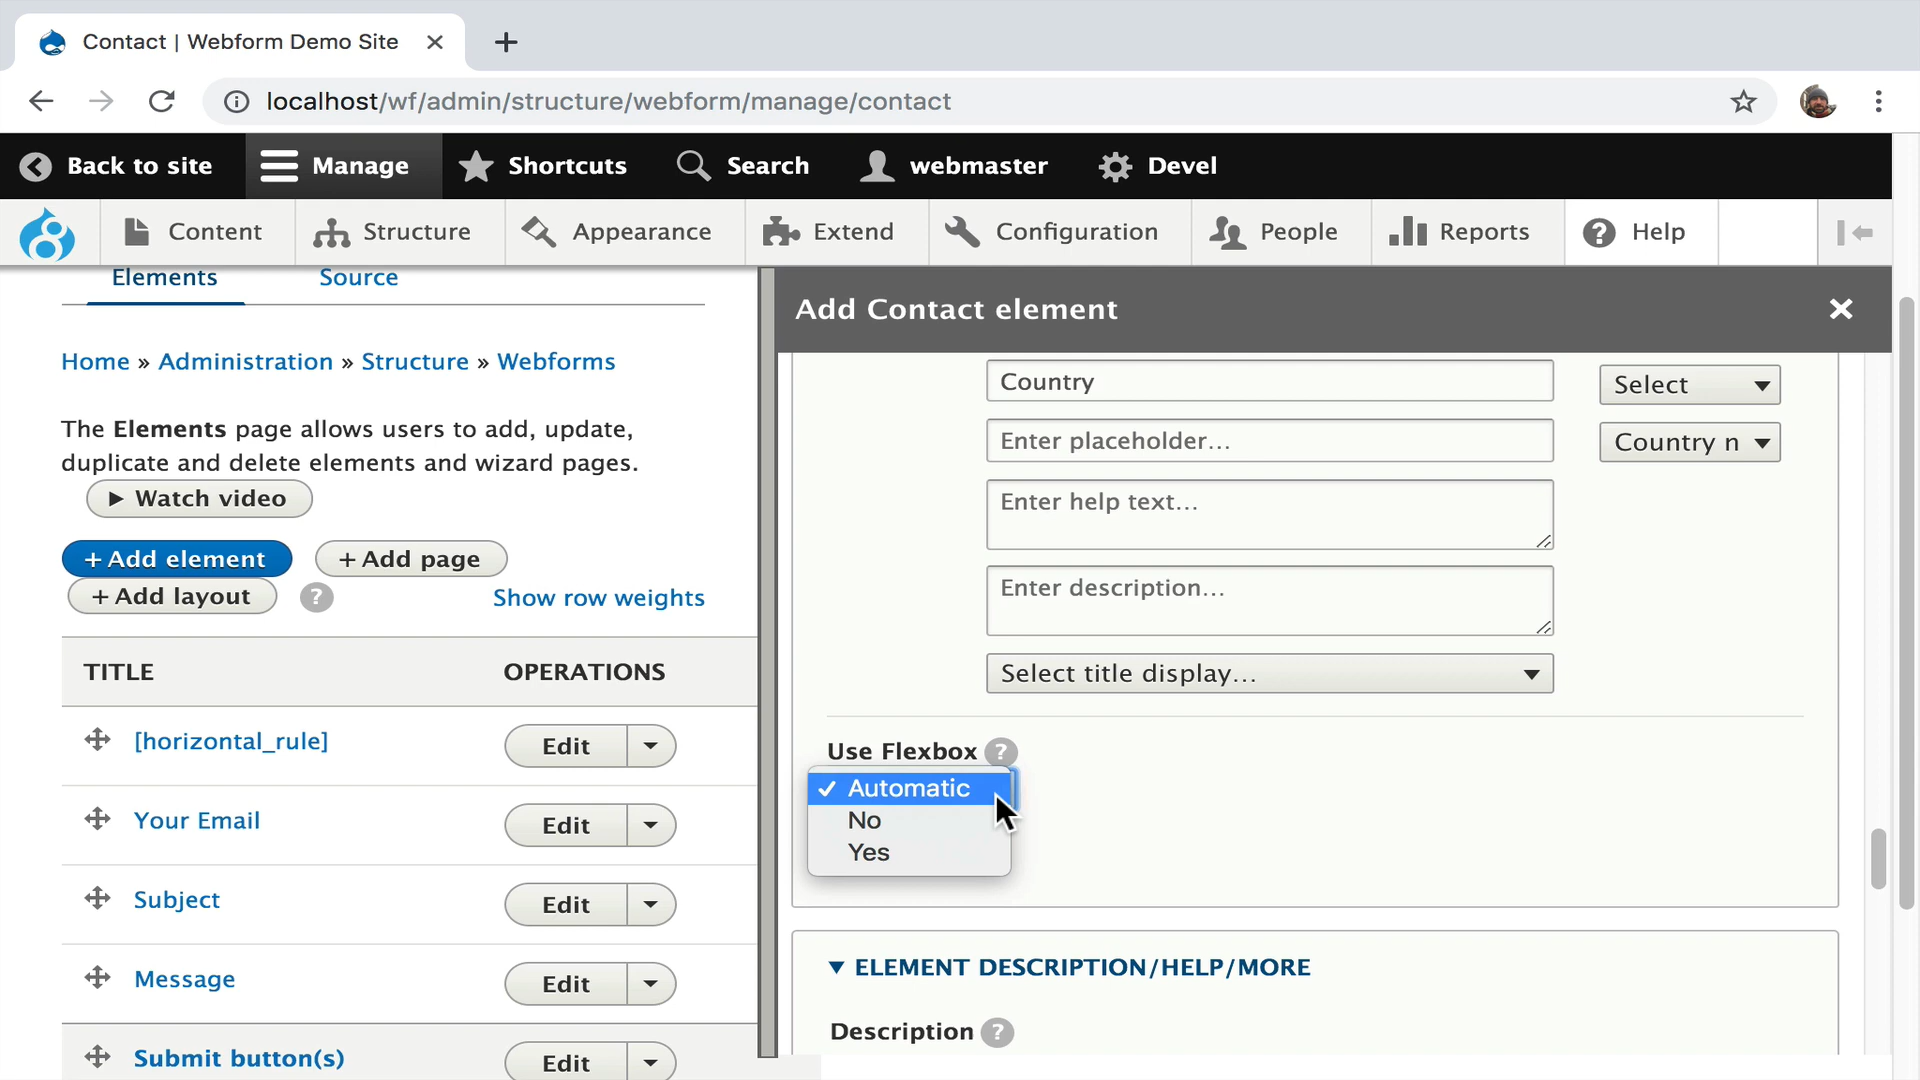 Contact | Webform Demo Site
localhost/wf/admin/structure/webform/manage/contact
Back to site
Manage
Shortcuts
Search
webmaster
Devel
Content
Structure
Appearance
Extend
Configuration
People
Reports
Help
Elements
Source
Home » Administration » Structure » Webforms
The Elements page allows users to add, update,
duplicate and delete elements and wizard pages.
Watch video
+ Add element
+ Add page
+ Add layout
?
Show row weights
TITLE
OPERATIONS
[horizontal_rule]
Edit
Your Email
Edit
Subject
Edit
Message
Edit
Submit button(s)
Edit
Add Contact element
Country
Select
Enter placeholder...
Country n
Enter help text...
Enter description...
Select title display...
Use Flexbox ?
✓ Automatic
No
Yes
ELEMENT DESCRIPTION/HELP/MORE
Description ?